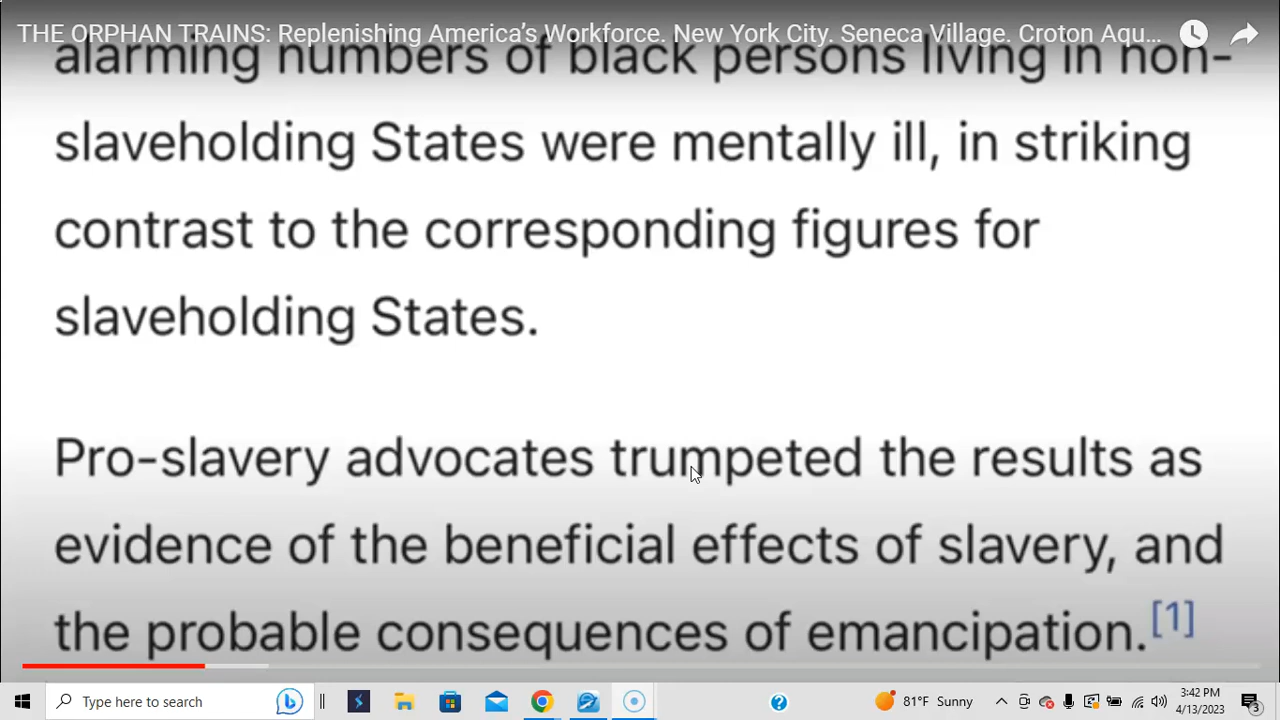 THE ORPHAN TRAINS: Replenishing America's Workforce. New York City. Seneca Village. Croton Aqu...
alarming numbers of black persons living in non-
slaveholding States were mentally ill, in striking
contrast to the corresponding figures for
slaveholding States.
Pro-slavery advocates trumpeted the results as
evidence of the beneficial effects of slavery, and
the probable consequences of emancipation.[1]
Type here to search
81°F Sunny
3:42 PM
4/13/2023
3